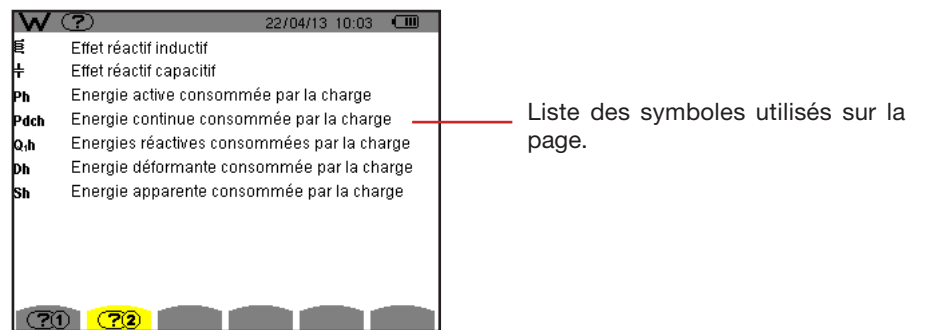 W ? 22/04/13 10:03
Effet réactif inductif
Effet réactif capacitif
Ph Energie active consommée par la charge
Pdch Energie continue consommée par la charge
Q₁h Energies réactives consommées par la charge
Dh Energie déformante consommée par la charge
Sh Energie apparente consommée par la charge
?1 ?2
Liste des symboles utilisés sur la
page.